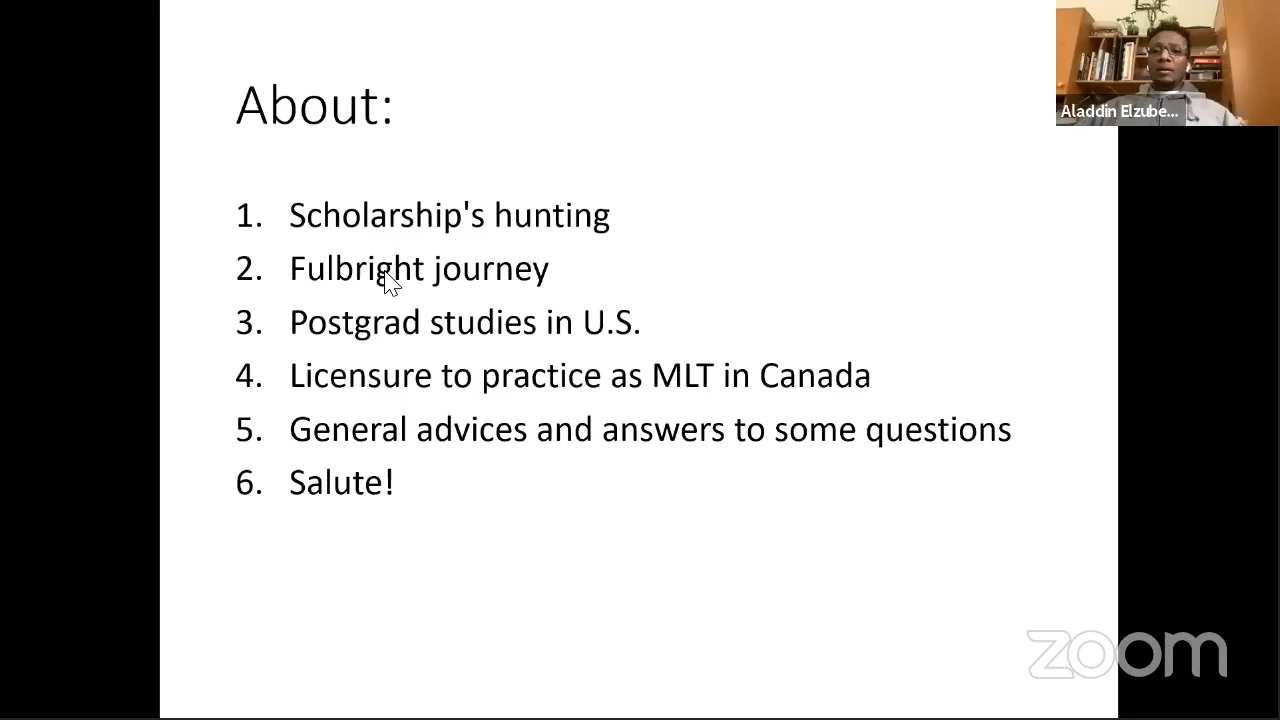 About:
1. Scholarship's hunting
2. Fulbright journey
3. Postgrad studies in U.S.
4. Licensure to practice as MLT in Canada
5. General advices and answers to some questions
6. Salute!
Aladdin Elzube...
zoom